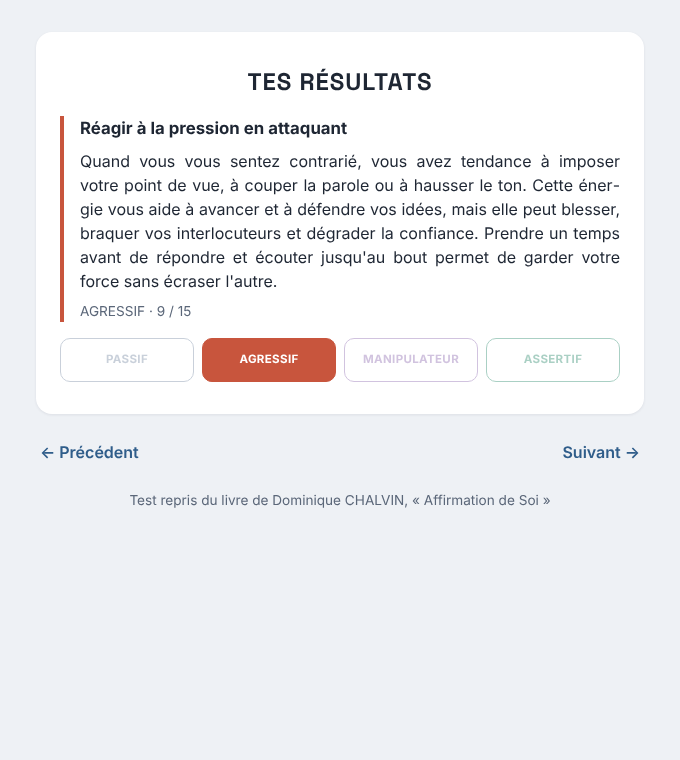 TES RÉSULTATS
Réagir à la pression en attaquant
Quand vous vous sentez contrarié, vous avez tendance à imposer
votre point de vue, à couper la parole ou à hausser le ton. Cette éner-
gie vous aide à avancer et à défendre vos idées, mais elle peut blesser,
braquer vos interlocuteurs et dégrader la confiance. Prendre un temps
avant de répondre et écouter jusqu'au bout permet de garder votre
force sans écraser l'autre.
AGRESSIF · 9 / 15
PASSIF AGRESSIF MANIPULATEUR ASSERTIF
← Précédent Suivant →
Test repris du livre de Dominique CHALVIN, « Affirmation de Soi »